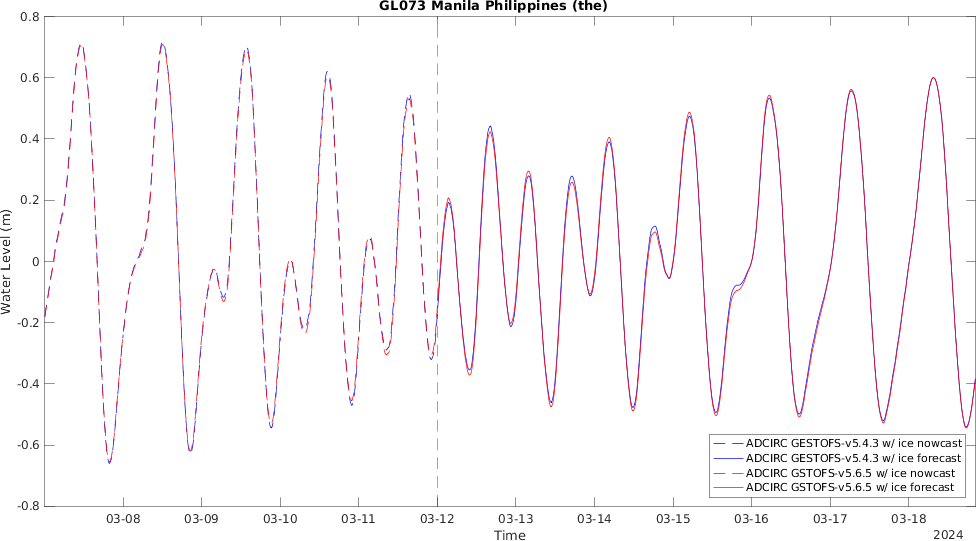 GL073 Manila Philippines (the)
0.8
0.6
0.4
0.2
0
-0.2
-0.4
-0.6
-0.8
Water Level (m)
ADCIRC GESTOFS-v5.4.3 w/ ice nowcast
ADCIRC GESTOFS-v5.4.3 w/ ice forecast
ADCIRC GSTOFS-v5.6.5 w/ ice nowcast
ADCIRC GSTOFS-v5.6.5 w/ ice forecast
03-08 03-09 03-10 03-11 03-12 03-13 03-14 03-15 03-16 03-17 03-18
Time
2024